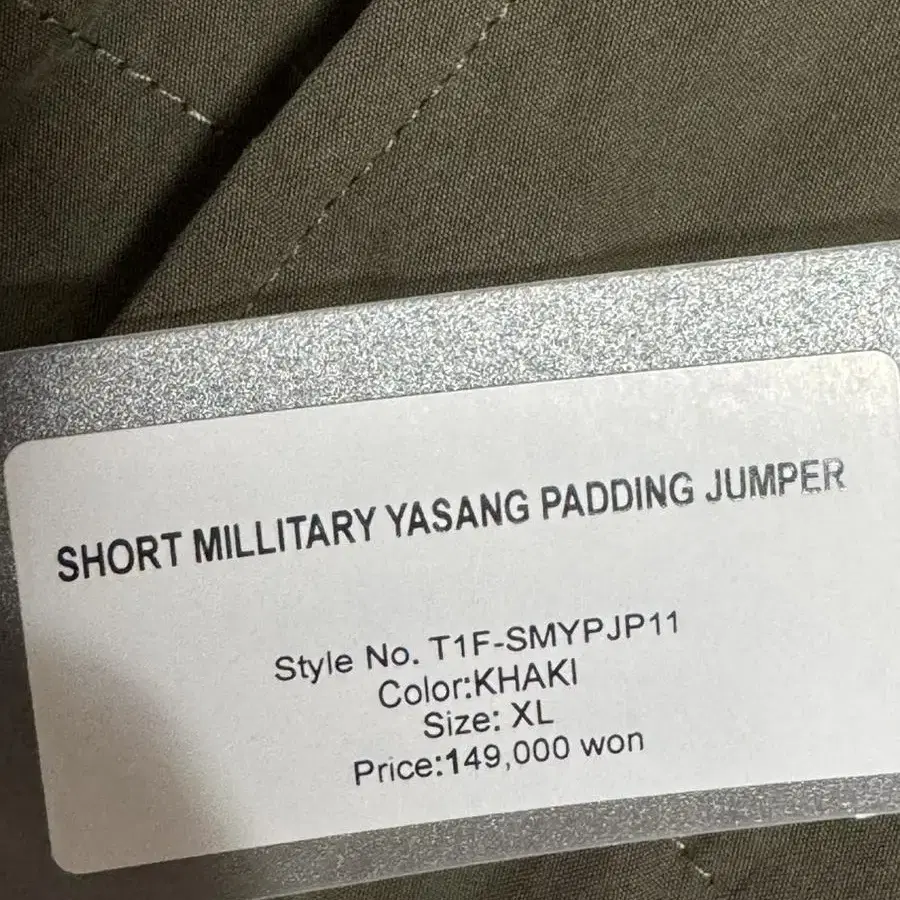 SHORT MILLITARY YASANG PADDING JUMPER
Style No. T1F-SMYPJP11
Color:KHAKI
Size: XL
Price:149,000 won